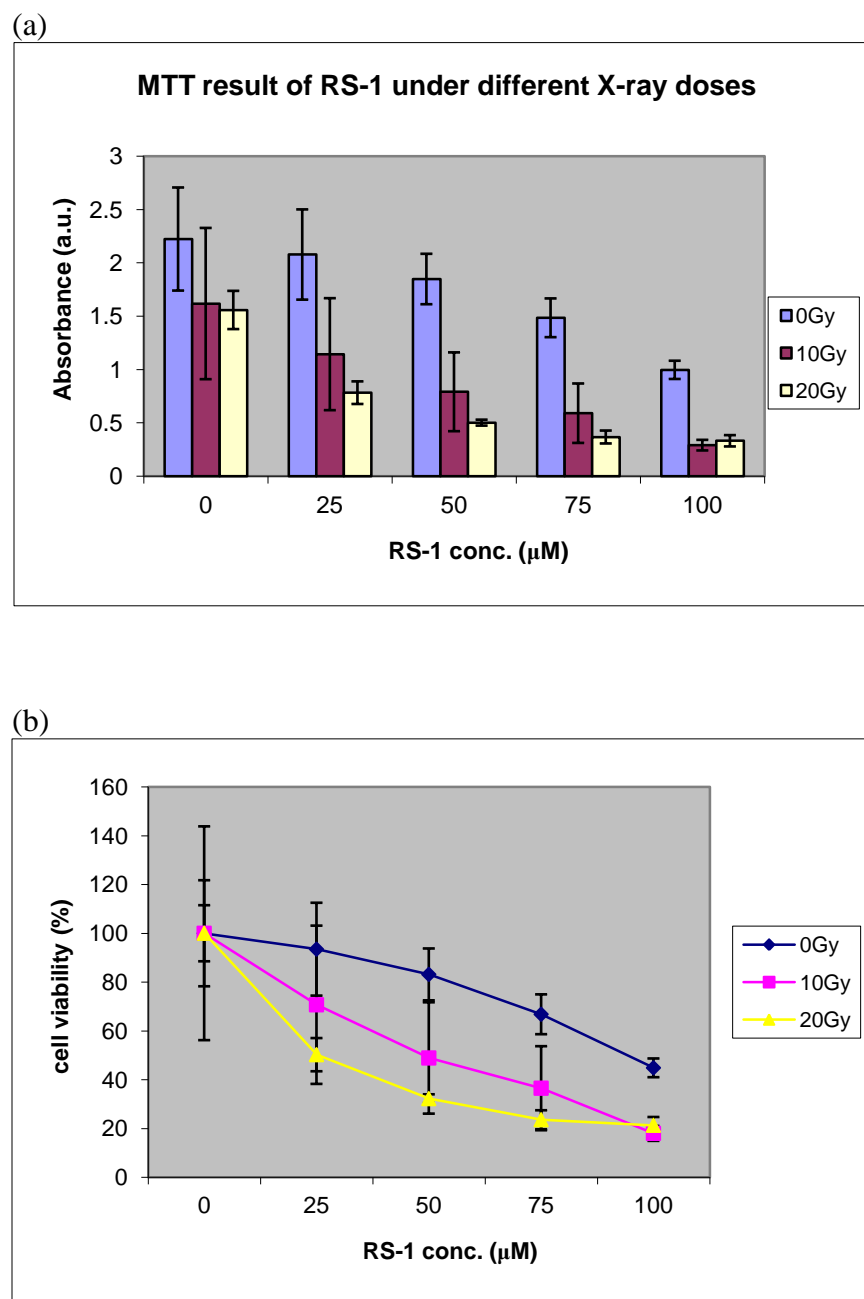 (a)
MTT result of RS-1 under different X-ray doses
3
2.5
2
1.5
1
0.5
0
Absorbance (a.u.)
0 25 50 75 100
RS-1 conc. (μM)
0Gy
10Gy
20Gy
(b)
160
140
120
100
80
60
40
20
0
cell viability (%)
0 25 50 75 100
RS-1 conc. (μM)
0Gy
10Gy
20Gy